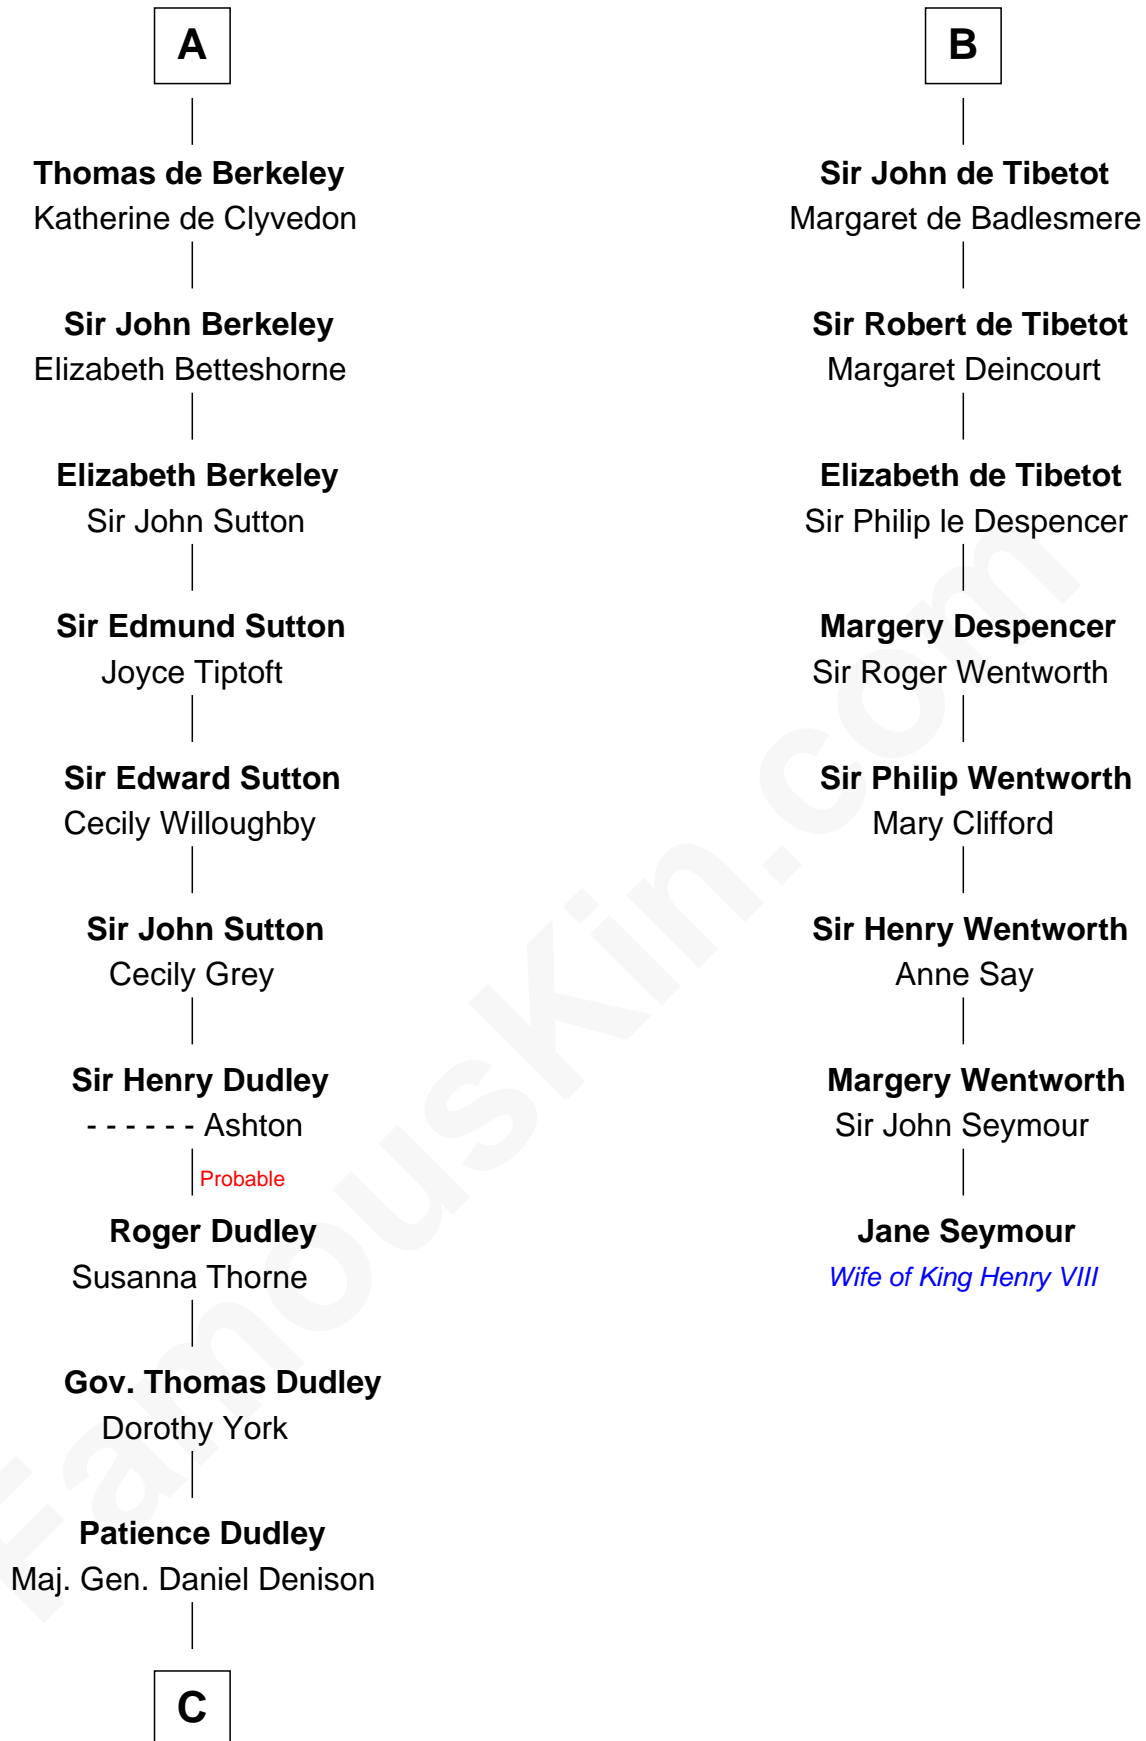 A
Thomas de Berkeley
Katherine de Clyvedon
Sir John Berkeley
Elizabeth Betteshorne
Elizabeth Berkeley
Sir John Sutton
Sir Edmund Sutton
Joyce Tiptoft
Sir Edward Sutton
Cecily Willoughby
Sir John Sutton
Cecily Grey
Sir Henry Dudley
- - - - - - Ashton
Probable
Roger Dudley
Susanna Thorne
Gov. Thomas Dudley
Dorothy York
Patience Dudley
Maj. Gen. Daniel Denison
C
B
Sir John de Tibetot
Margaret de Badlesmere
Sir Robert de Tibetot
Margaret Deincourt
Elizabeth de Tibetot
Sir Philip le Despencer
Margery Despencer
Sir Roger Wentworth
Sir Philip Wentworth
Mary Clifford
Sir Henry Wentworth
Anne Say
Margery Wentworth
Sir John Seymour
Jane Seymour
Wife of King Henry VIII
FamousKin.com